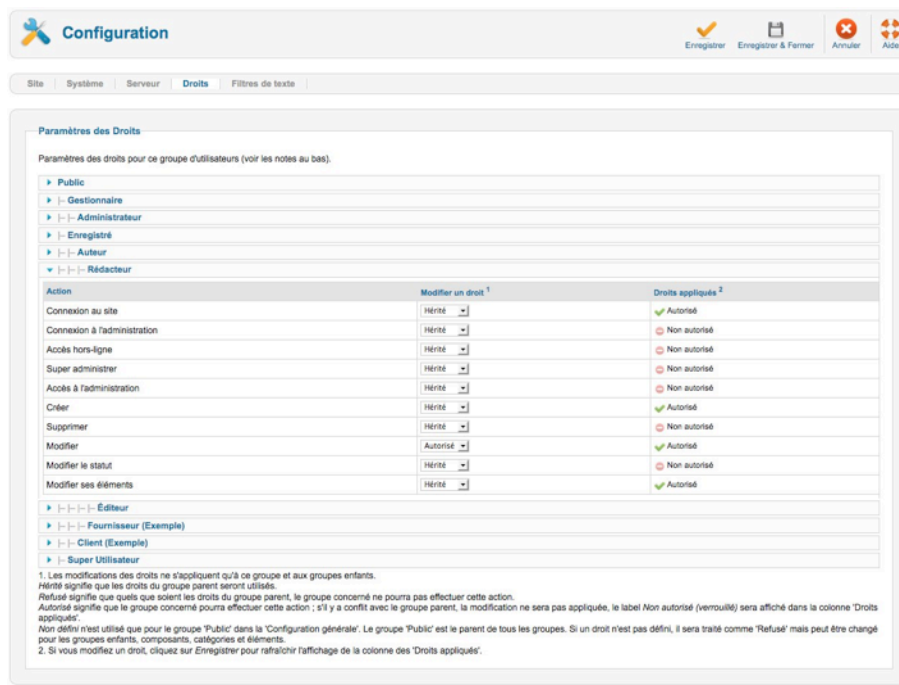 Configuration
Enregistrer Enregistrer & Fermer Annuler Aide
Site Système Serveur Droits Filtres de texte
Paramètres des Droits
Paramètres des droits pour ce groupe d'utilisateurs (voir les notes au bas).
Public
|– Gestionnaire
|– |– Administrateur
|– Enregistré
|– |– Auteur
|– |– |– Rédacteur
Action Modifier un droit 1 Droits appliqués 2
Connexion au site Hérité Autorisé
Connexion à l'administration Hérité Non autorisé
Accès hors-ligne Hérité Non autorisé
Super administrer Hérité Non autorisé
Accès à l'administration Hérité Non autorisé
Créer Hérité Autorisé
Supprimer Hérité Non autorisé
Modifier Autorisé Autorisé
Modifier le statut Hérité Non autorisé
Modifier ses éléments Hérité Autorisé
|– |– |– |– Éditeur
|– |– |– Fournisseur (Exemple)
|– |– Client (Exemple)
|– Super Utilisateur
1. Les modifications des droits ne s'appliquent qu'à ce groupe et aux groupes enfants.
Hérité signifie que les droits du groupe parent seront utilisés.
Refusé signifie que quels que soient les droits du groupe parent, le groupe concerné ne pourra pas effectuer cette action.
Autorisé signifie que le groupe concerné pourra effectuer cette action ; s'il y a conflit avec le groupe parent, la modification ne sera pas appliquée, le label Non autorisé (verrouillé) sera affiché dans la colonne 'Droits
appliqués'.
Non défini n'est utilisé que pour le groupe 'Public' dans la 'Configuration générale'. Le groupe 'Public' est le parent de tous les groupes. Si un droit n'est pas défini, il sera traité comme 'Refusé' mais peut être changé
pour les groupes enfants, composants, catégories et éléments.
2. Si vous modifiez un droit, cliquez sur Enregistrer pour rafraîchir l'affichage de la colonne des 'Droits appliqués'.